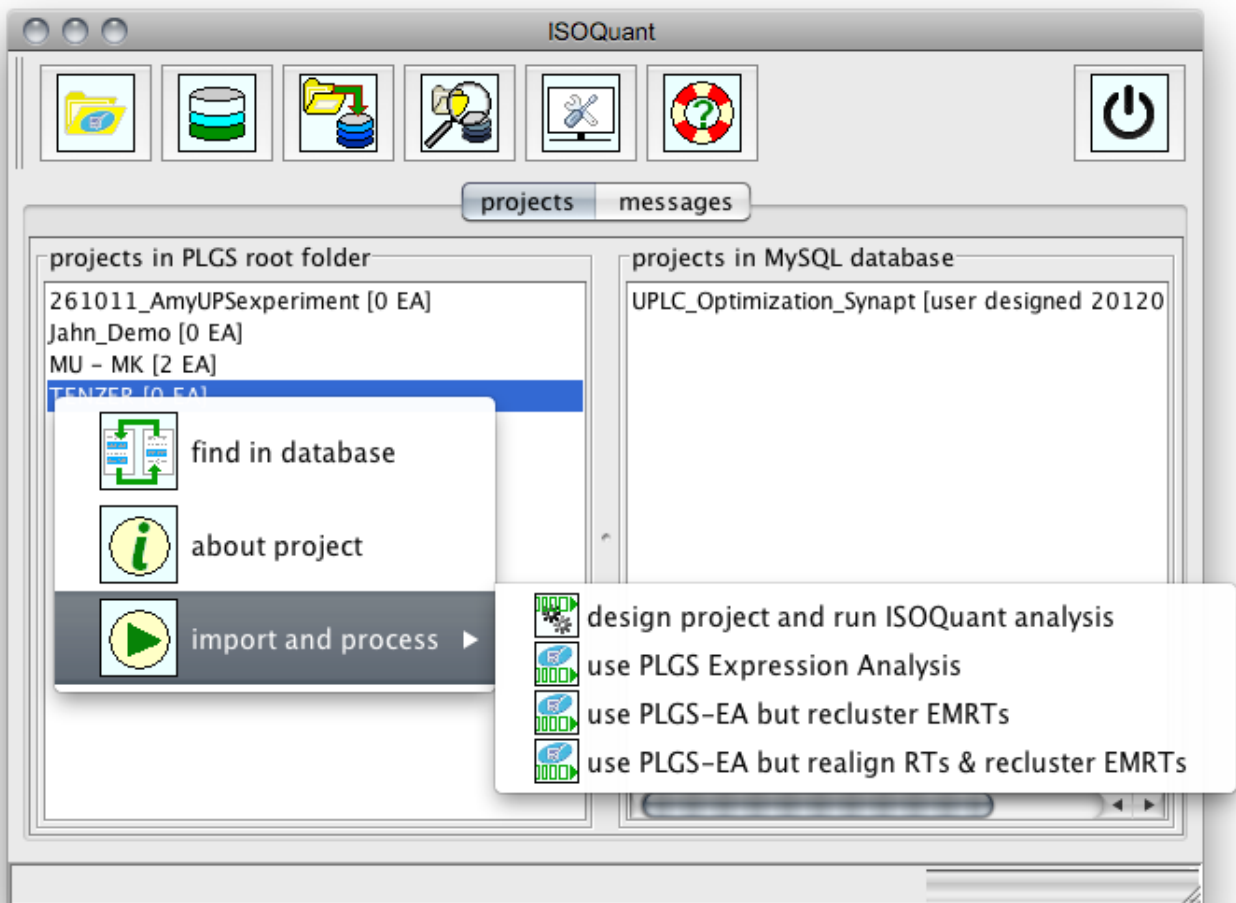 ISOQuant
projects
messages
projects in PLGS root folder
261011_AmyUPSexperiment [0 EA]
Jahn_Demo [0 EA]
MU – MK [2 EA]
TENZER [0 EA]
projects in MySQL database
UPLC_Optimization_Synapt [user designed 20120
find in database
about project
import and process
design project and run ISOQuant analysis
use PLGS Expression Analysis
use PLGS-EA but recluster EMRTs
use PLGS-EA but realign RTs & recluster EMRTs